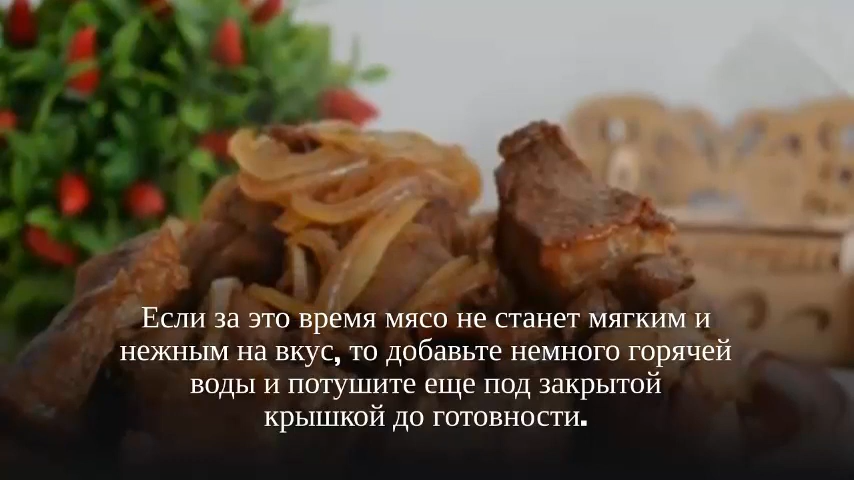 Если за это время мясо не станет мягким и
нежным на вкус, то добавьте немного горячей
воды и потушите еще под закрытой
крышкой до готовности.